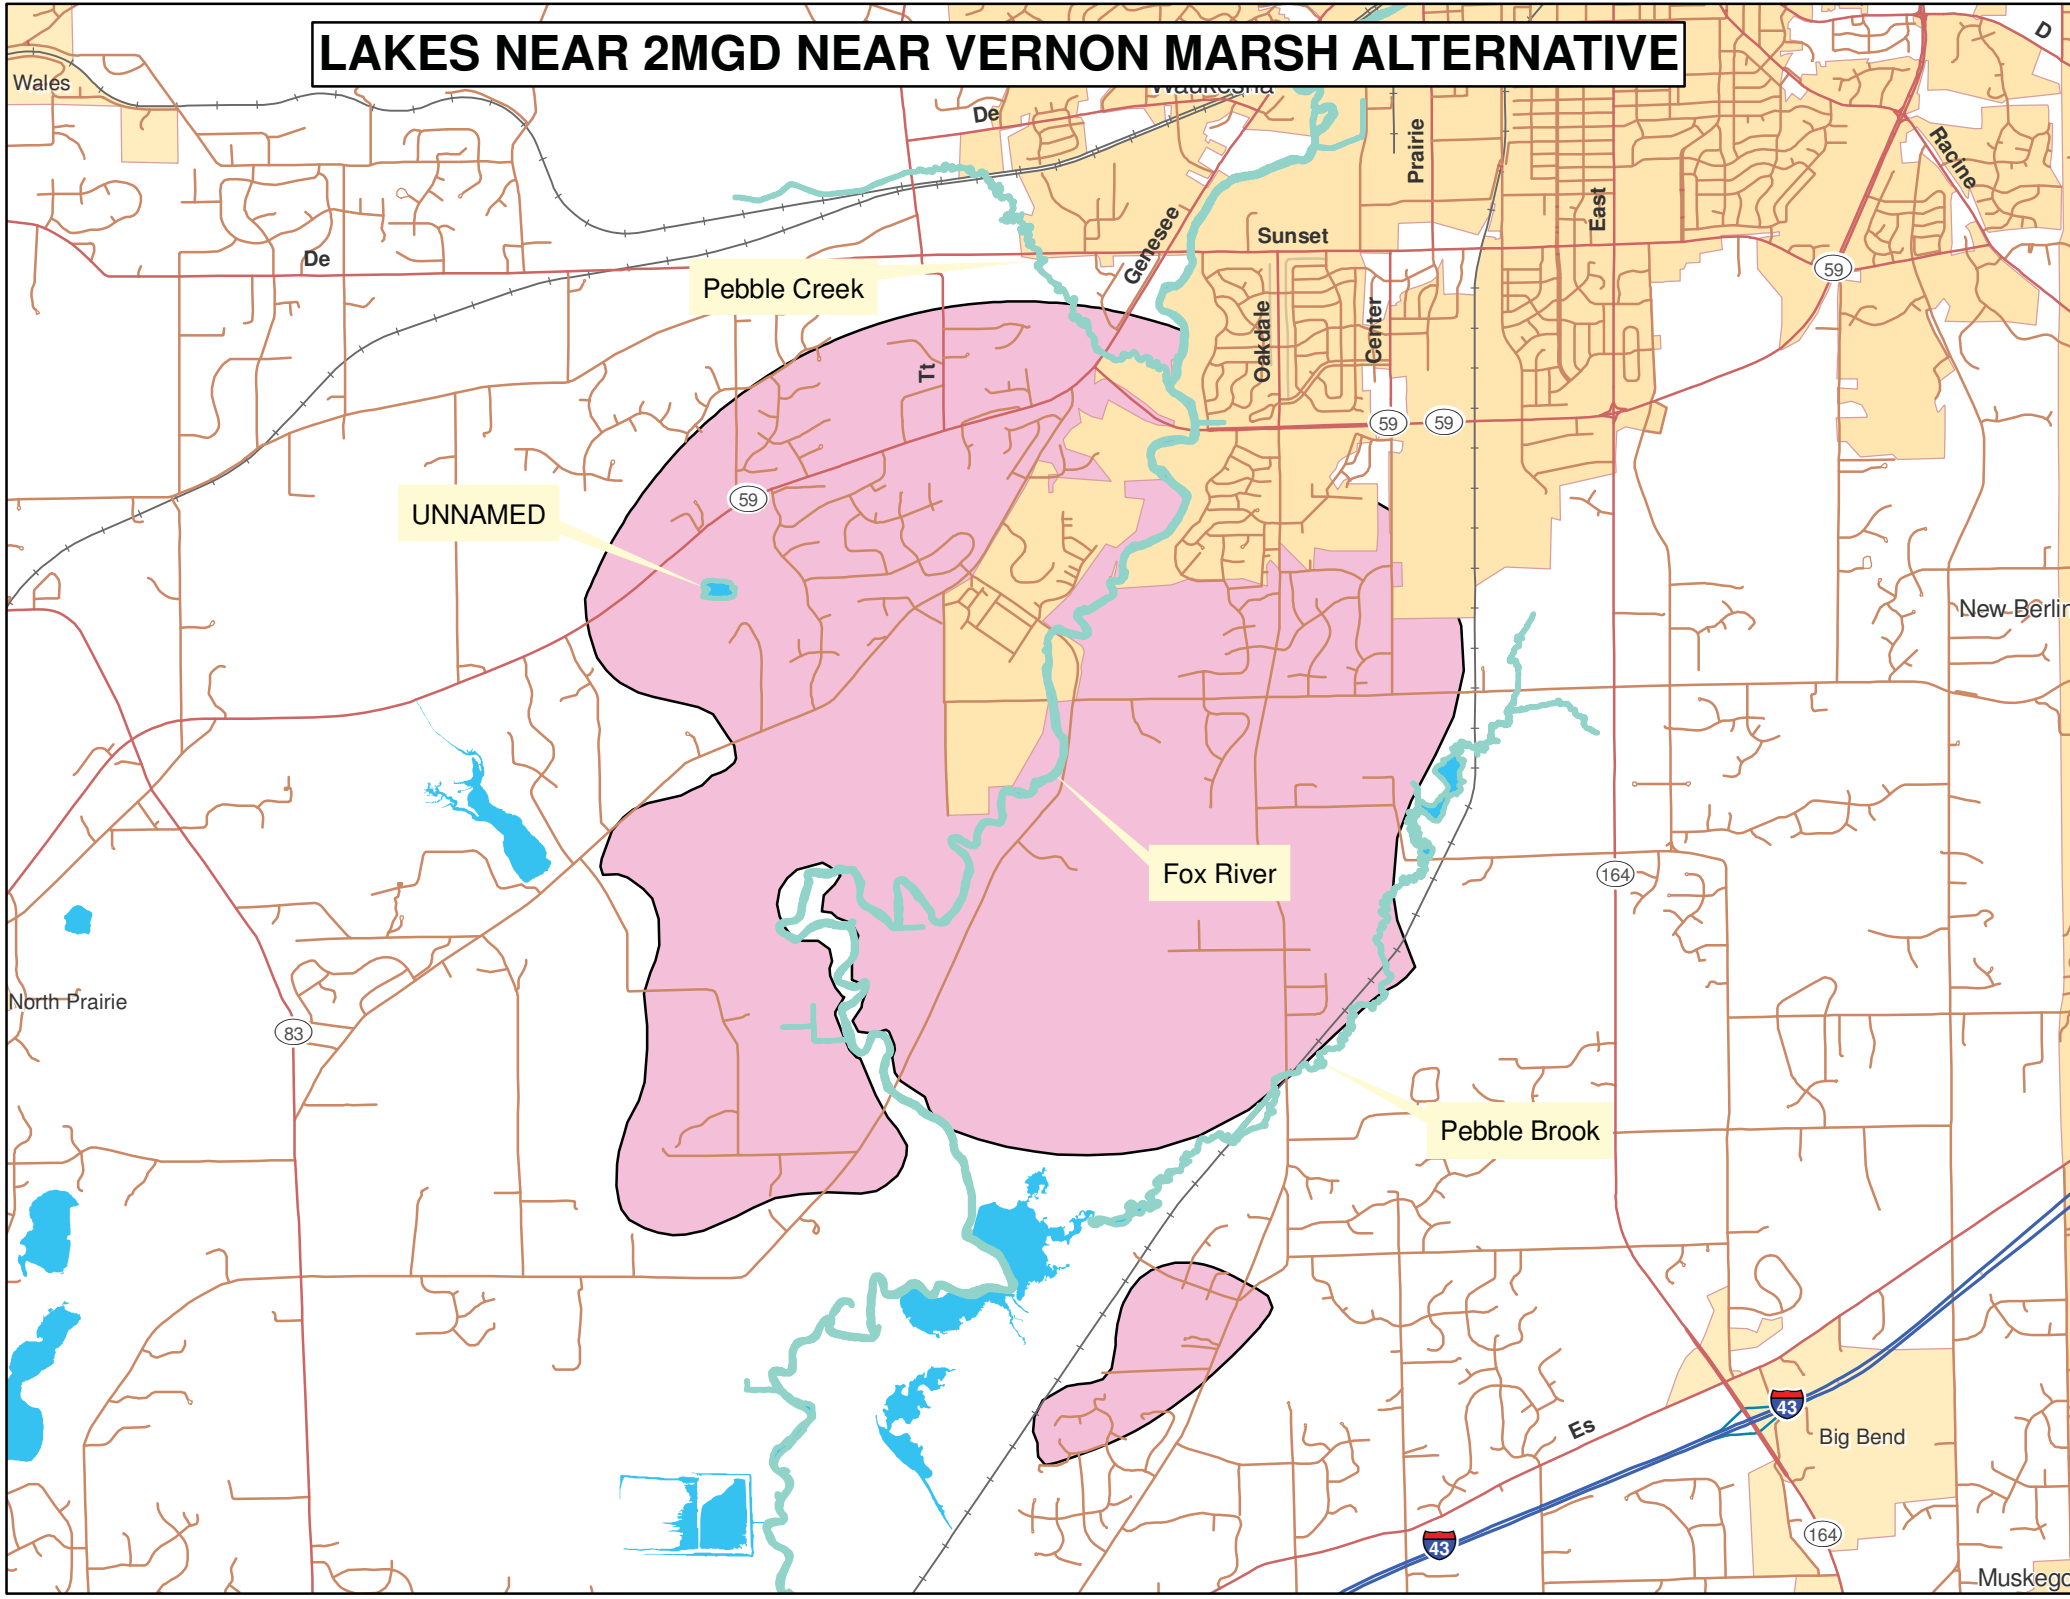 LAKES NEAR 2MGD NEAR VERNON MARSH ALTERNATIVE
D
Wales
Waukesha
De
Prairie
Racine
East
Genesee
Sunset
De
59
Pebble Creek
Oakdale
Center
Tt
59
59
59
UNNAMED
New Berlin
Fox River
164
North Prairie
83
Pebble Brook
43
Es
Big Bend
164
43
Muskego